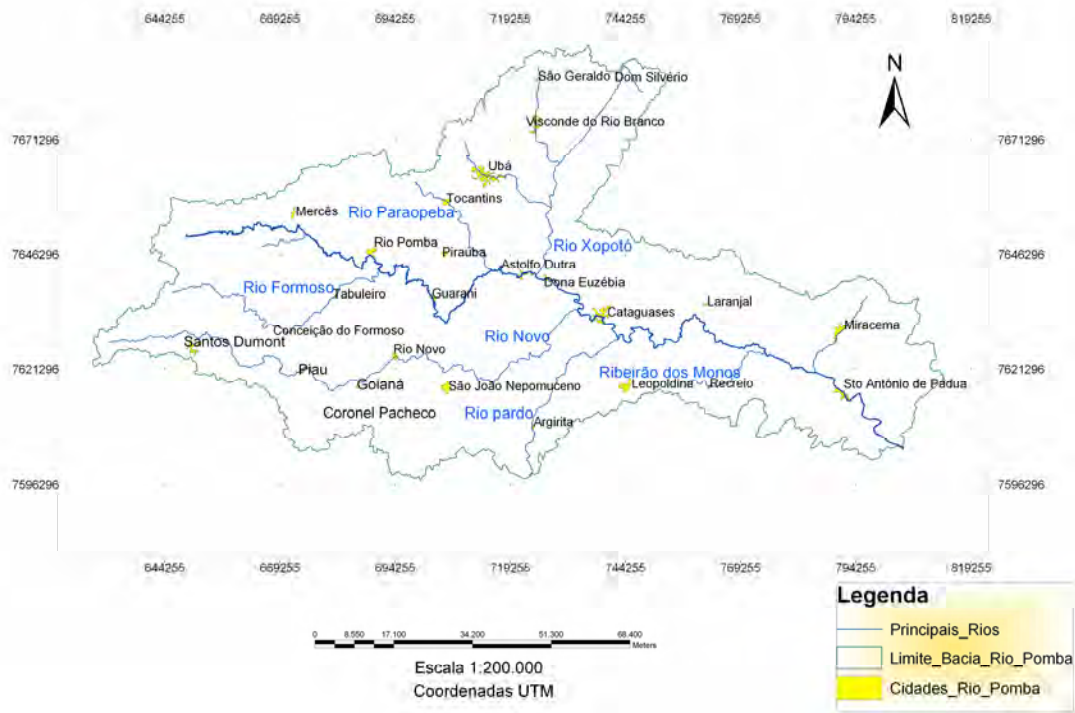 644255 669255 694255 719255 744255 769255 794255 819255
N
São Geraldo Dom Silvério
Visconde do Rio Branco
7671296 7671296
Ubá
Tocantins
Mercês
Rio Paraopeba
Rio Pomba
Piraúba
Rio Xopotó
7646296 7646296
Astolfo Dutra
Dona Euzébia
Rio Formoso
Tabuleiro
Guarani
Laranjal
Cataguases
Miracema
Conceição do Formoso
Rio Novo
Santos Dumont
Rio Novo
Piau
7621296 7621296
Ribeirão dos Monos
Goianá
São João Nepomuceno
Leopoldina
Recreio
Sto Antônio de Pádua
Coronel Pacheco
Rio pardo
Argirita
7596296 7596296
644255 669255 694255 719255 744255 769255 794255 819255
Legenda
Principais_Rios
Limite_Bacia_Rio_Pomba
Cidades_Rio_Pomba
0 8.550 17.100 34.200 51.300 68.400
Meters
Escala 1:200.000
Coordenadas UTM